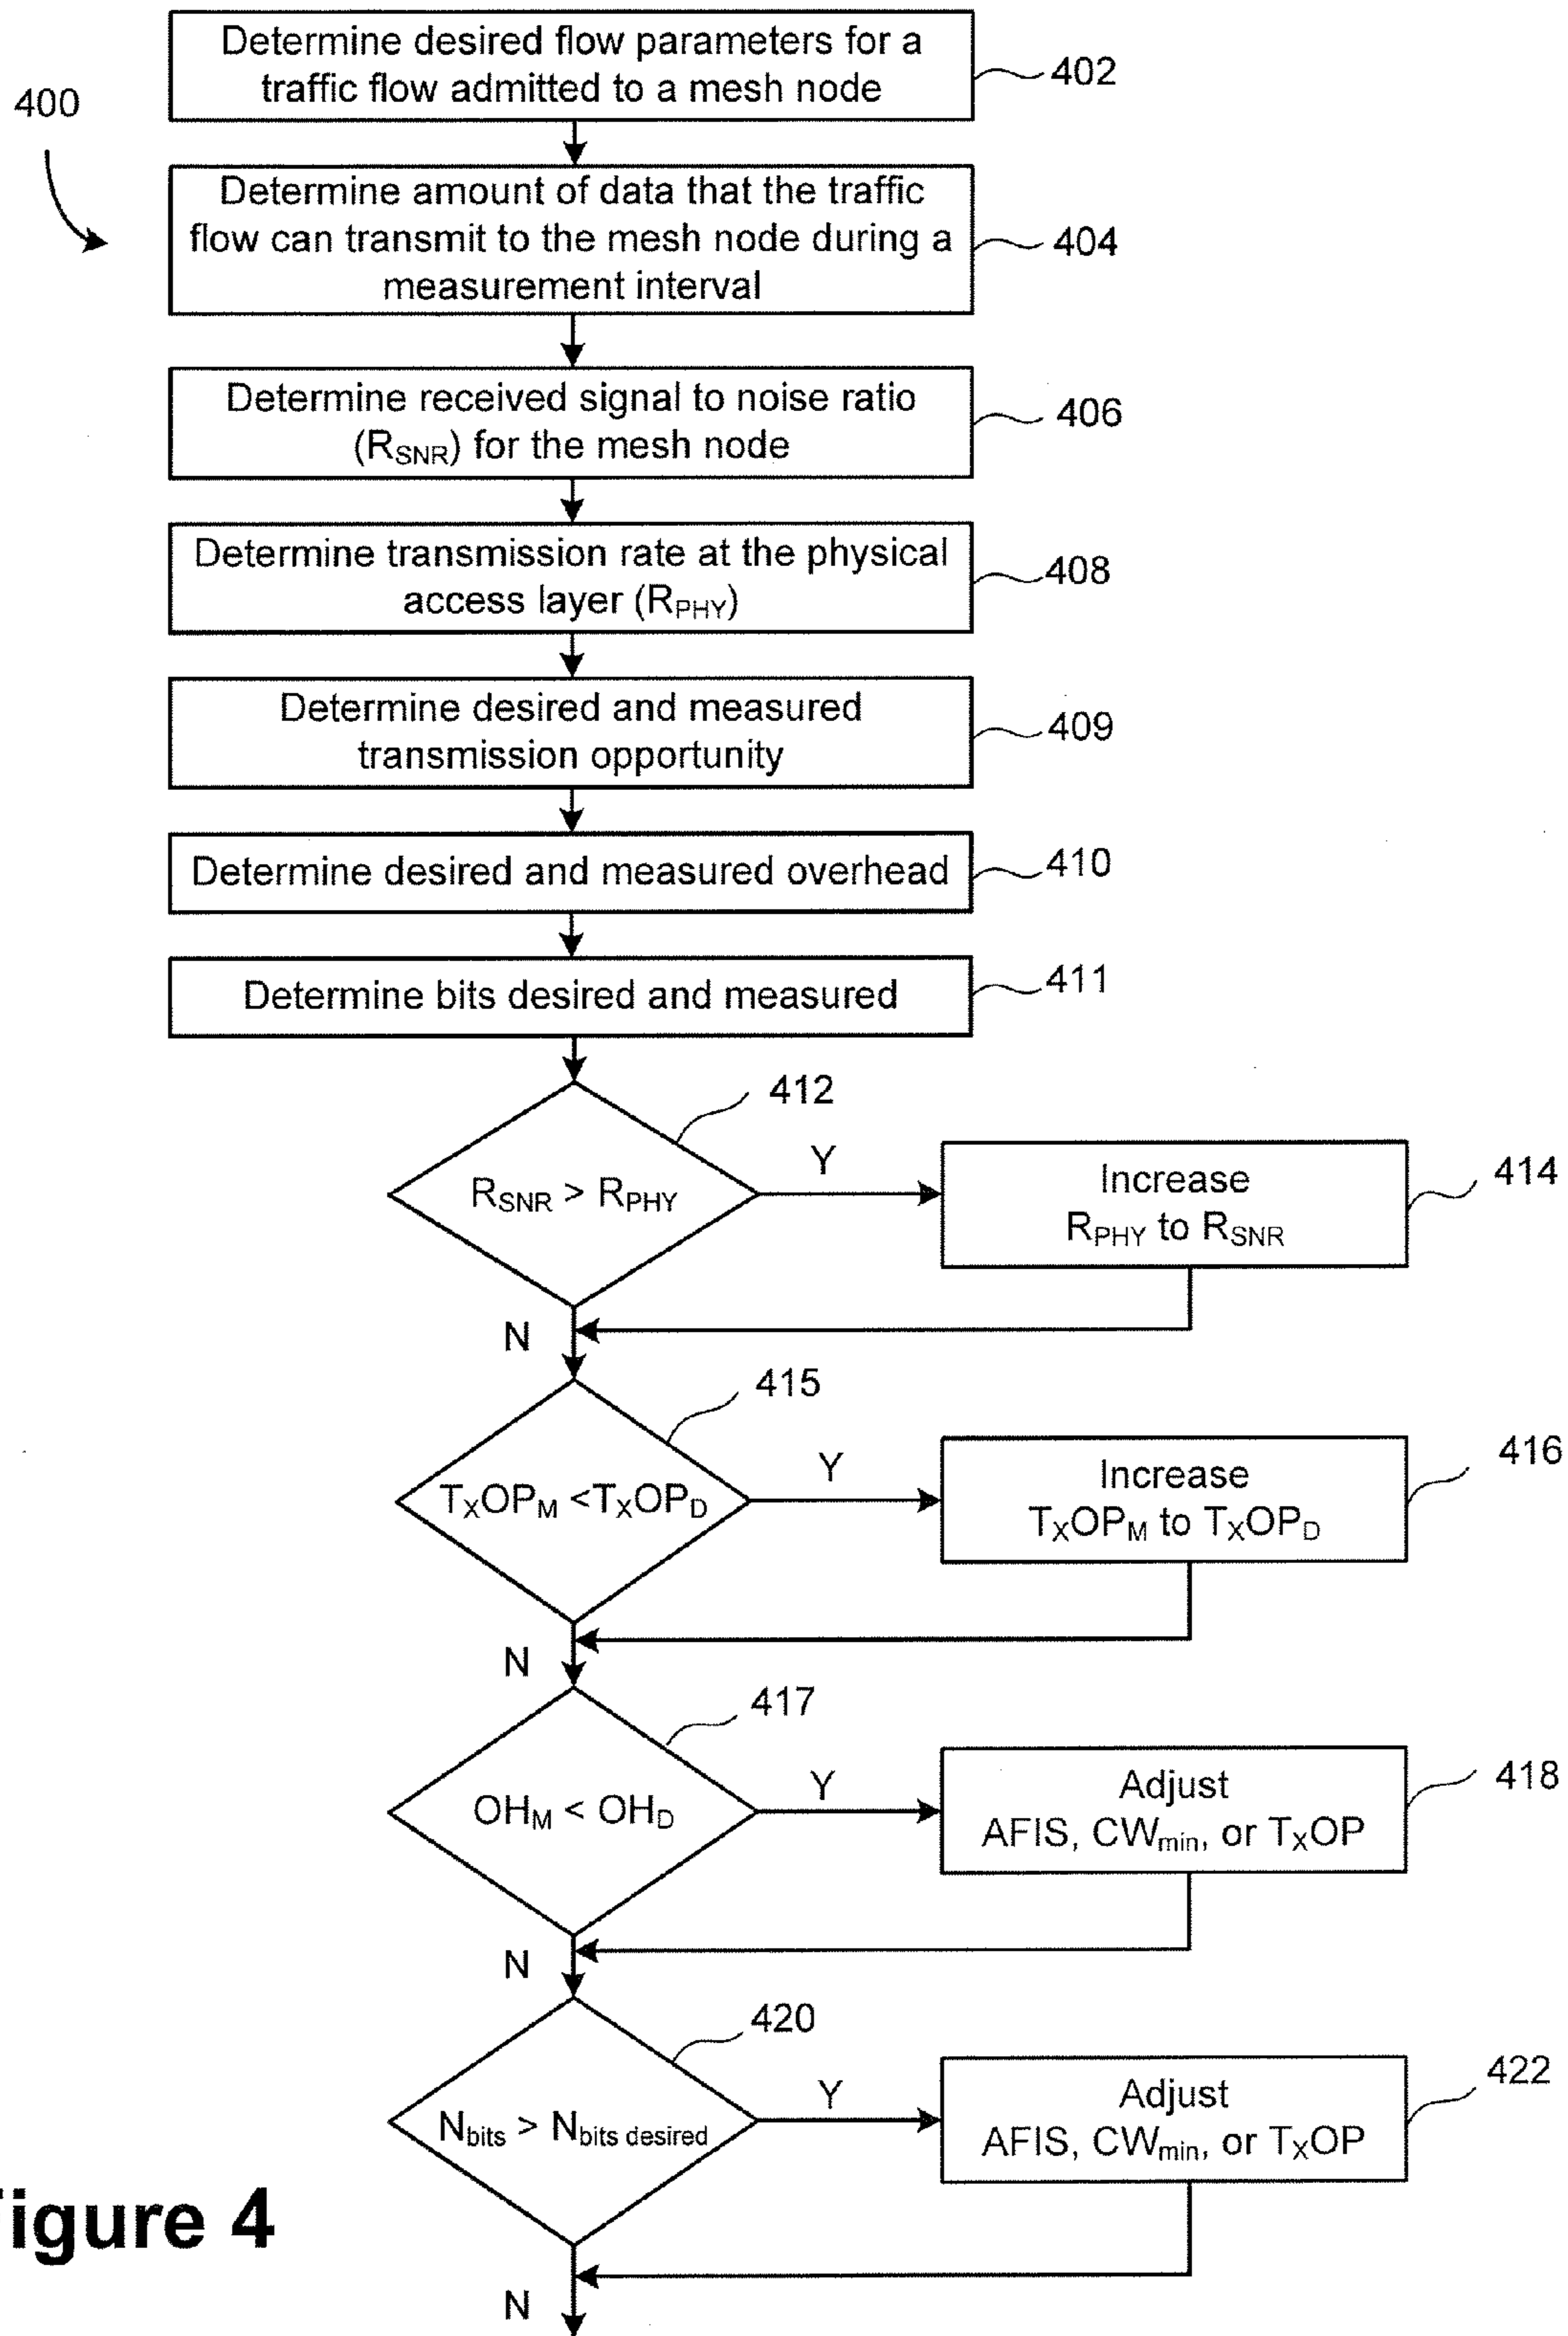 400
Determine desired flow parameters for a
traffic flow admitted to a mesh node
402
Determine amount of data that the traffic
flow can transmit to the mesh node during a
measurement interval
404
Determine received signal to noise ratio
(RSNR) for the mesh node
406
Determine transmission rate at the physical
access layer (RPHY)
408
Determine desired and measured
transmission opportunity
409
Determine desired and measured overhead
410
Determine bits desired and measured
411
412
RSNR > RPHY
Y
Increase
RPHY to RSNR
414
N
415
TXOPM <TXOPD
Y
Increase
TXOPM to TXOPD
416
N
417
OHM < OHD
Y
Adjust
AFIS, CWmin, or TXOP
418
N
420
Nbits > Nbits desired
Y
Adjust
AFIS, CWmin, or TXOP
422
N
igure 4